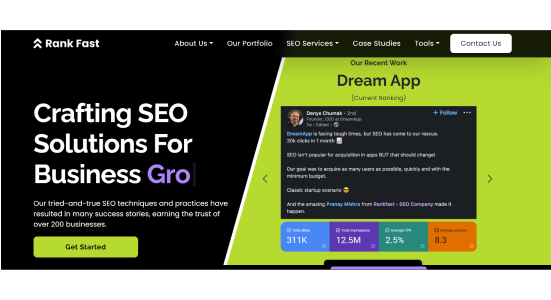 Rank Fast
About Us
Our Portfolio
SEO Services
Case Studies
Tools
Contact Us
Crafting SEO
Solutions For
Business Gro
Our tried-and-true SEO techniques and practices have
resulted in many success stories, earning the trust of
over 200 businesses.
Get Started
Our Recent Work
Dream App
(Current Ranking)
Denys Chumak · 2nd
Founder, CEO at DreamApp
1w · Edited ·
+ Follow
DreamApp is facing tough times, but SEO has come to our rescue.
30k clicks in 1 month
SEO isn't popular for acquisition in apps BUT that should change!
Our goal was to acquire as many users as possible, quickly and with the
minimum budget.
Classic startup scenario 😎
And the amazing Pranay Mishra from Rankfast - SEO Company made it
happen.
Total clicks
311K
Total impressions
12.5M
Average CTR
2.5%
Average position
8.3